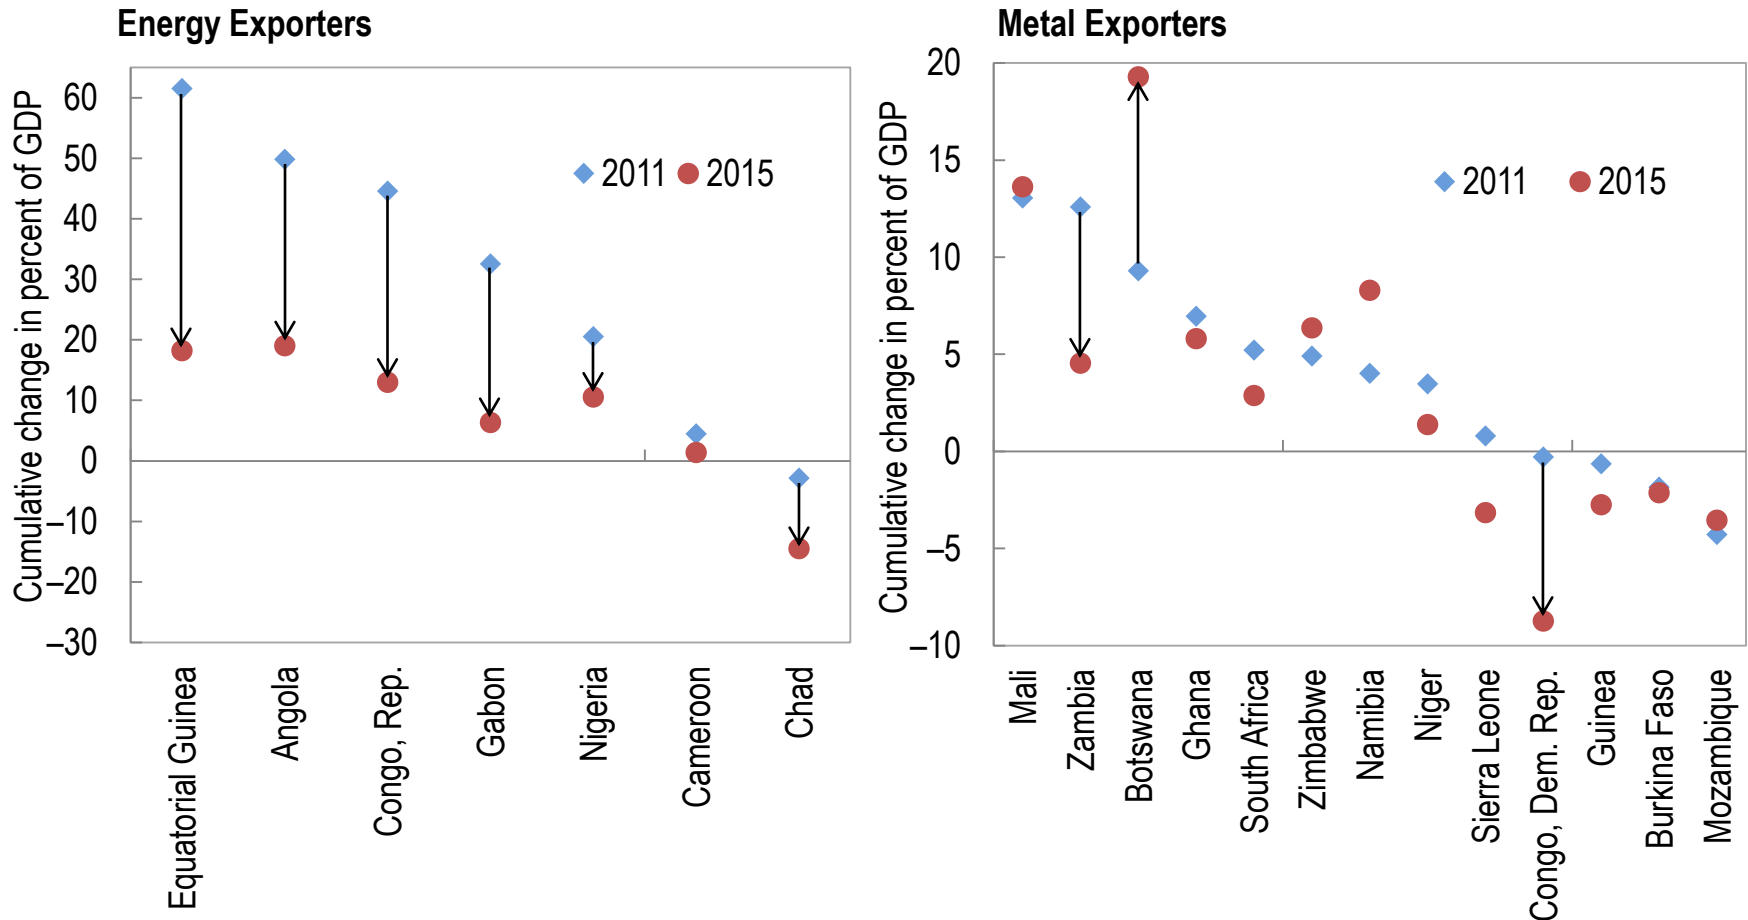 Energy Exporters
Cumulative change in percent of GDP
60
50
40
30
20
10
0
–10
–20
–30
2011 2015
Equatorial Guinea
Angola
Congo, Rep.
Gabon
Nigeria
Cameroon
Chad
Metal Exporters
Cumulative change in percent of GDP
20
15
10
5
0
–5
–10
2011 2015
Mali
Zambia
Botswana
Ghana
South Africa
Zimbabwe
Namibia
Niger
Sierra Leone
Congo, Dem. Rep.
Guinea
Burkina Faso
Mozambique